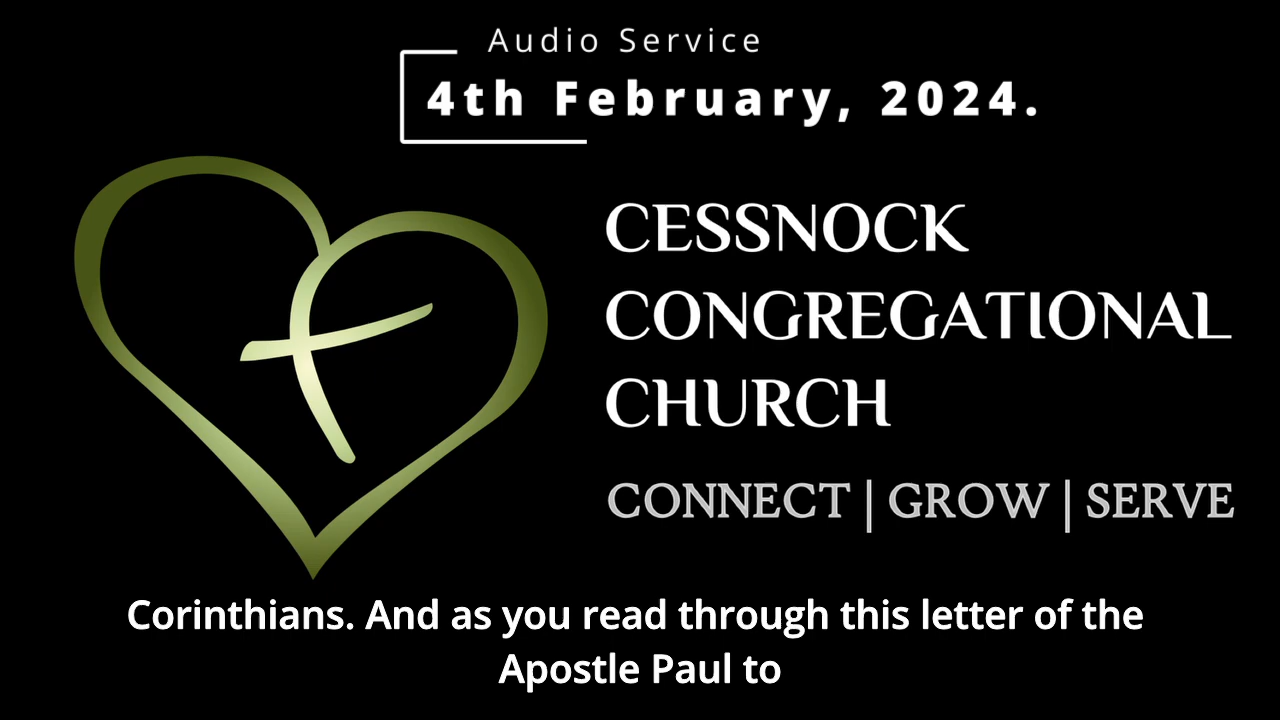 Audio Service
4th February, 2024.
CESSNOCK
CONGREGATIONAL
CHURCH
CONNECT | GROW | SERVE
Corinthians. And as you read through this letter of the
Apostle Paul to